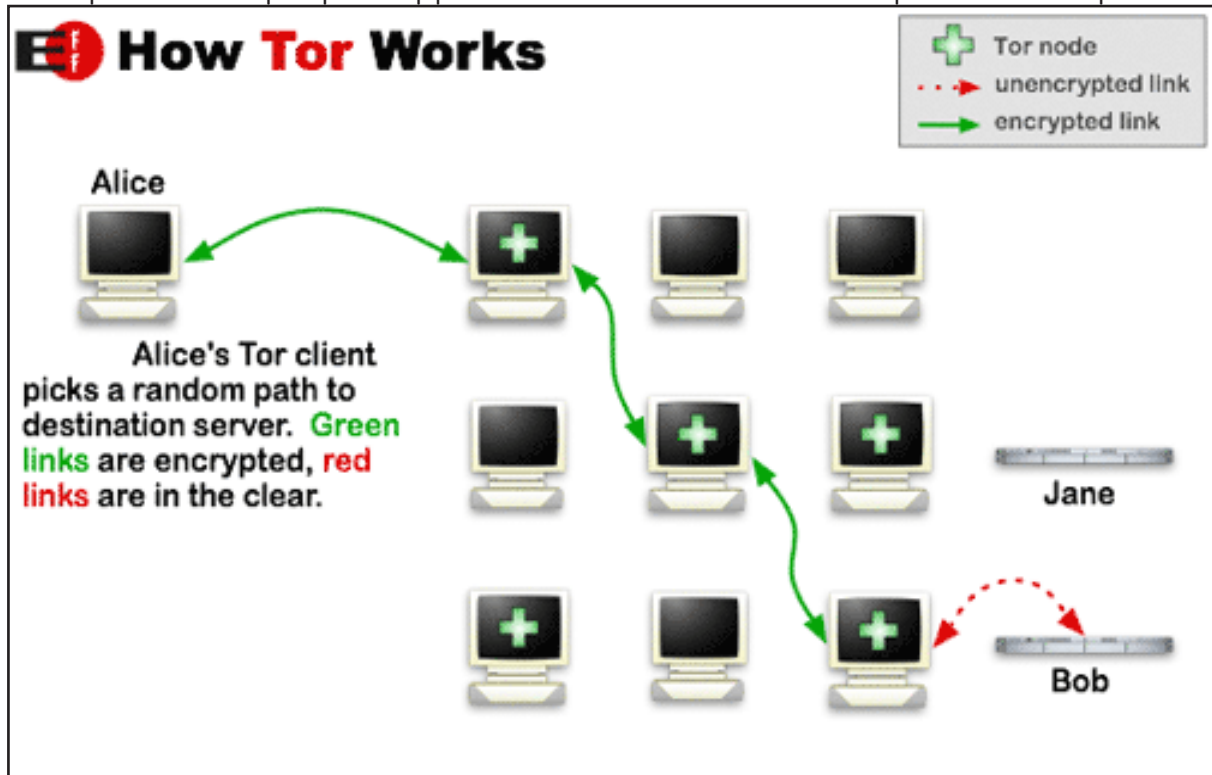 EFF How Tor Works
Tor node
unencrypted link
encrypted link
Alice
Alice's Tor client
picks a random path to
destination server. Green
links are encrypted, red
links are in the clear.
Jane
Bob